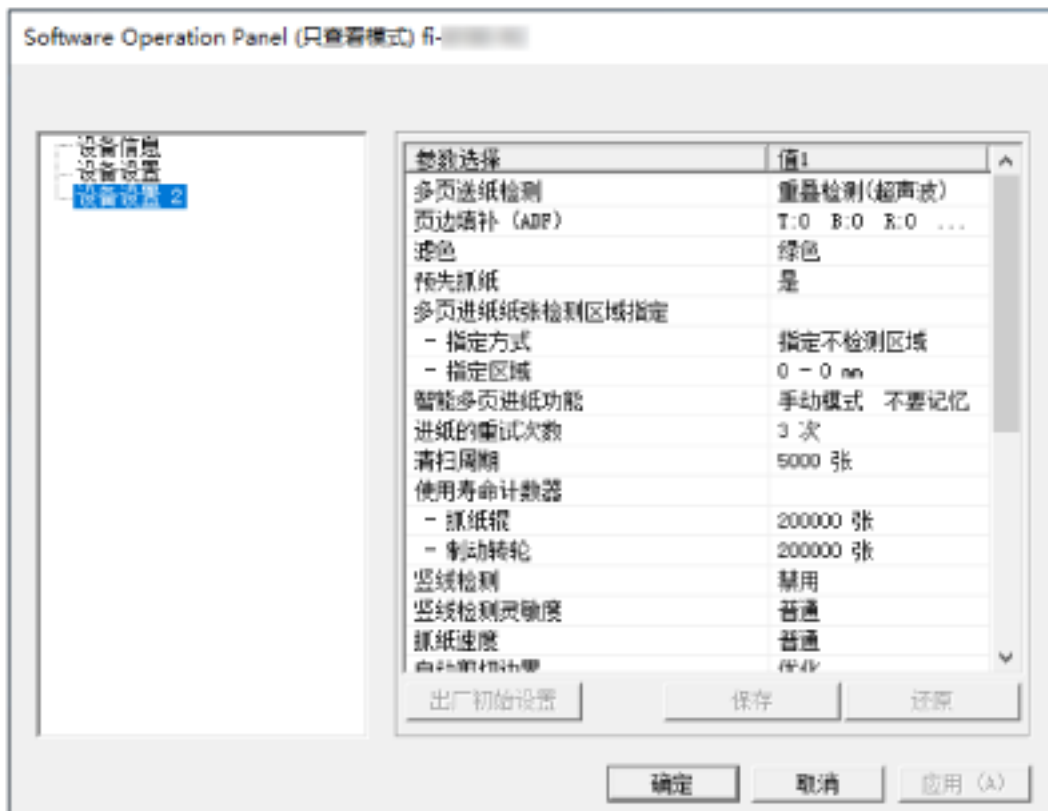 Software Operation Panel (只查看模式) fi-
设备信息
设备设置
设备设置 2
参数选择 值1
多页送纸检测 重叠检测(超声波)
页边填补 (ADF) T:0 B:0 R:0 ...
滤色 绿色
预先抓纸 是
多页进纸纸张检测区域指定
- 指定方式 指定不检测区域
- 指定区域 0 - 0 mm
智能多页进纸功能 手动模式 不要记忆
进纸的重试次数 3 次
清扫周期 5000 张
使用寿命计数器
- 抓纸辊 200000 张
- 制动转轮 200000 张
竖线检测 禁用
竖线检测灵敏度 普通
抓纸速度 普通
自动剪切边界 优化
出厂初始设置 保存 还原
确定 取消 应用 (A)